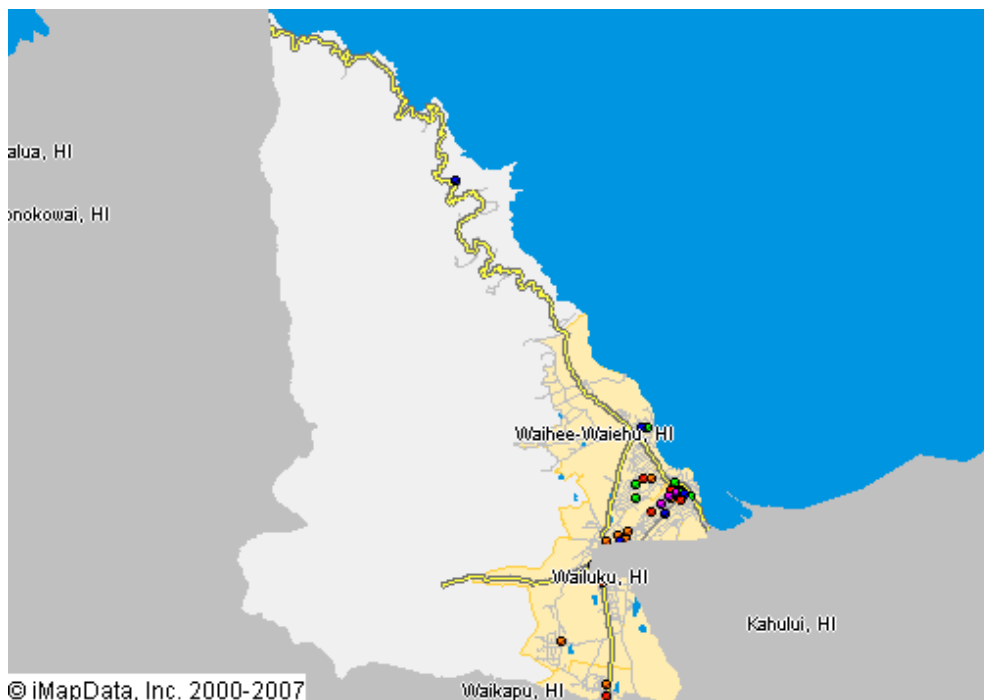 alua, HI
onokowai, HI
Waihee-Waiehu, HI
Wailuku, HI
Kahului, HI
Waikapu, HI
© iMapData, Inc. 2000-2007